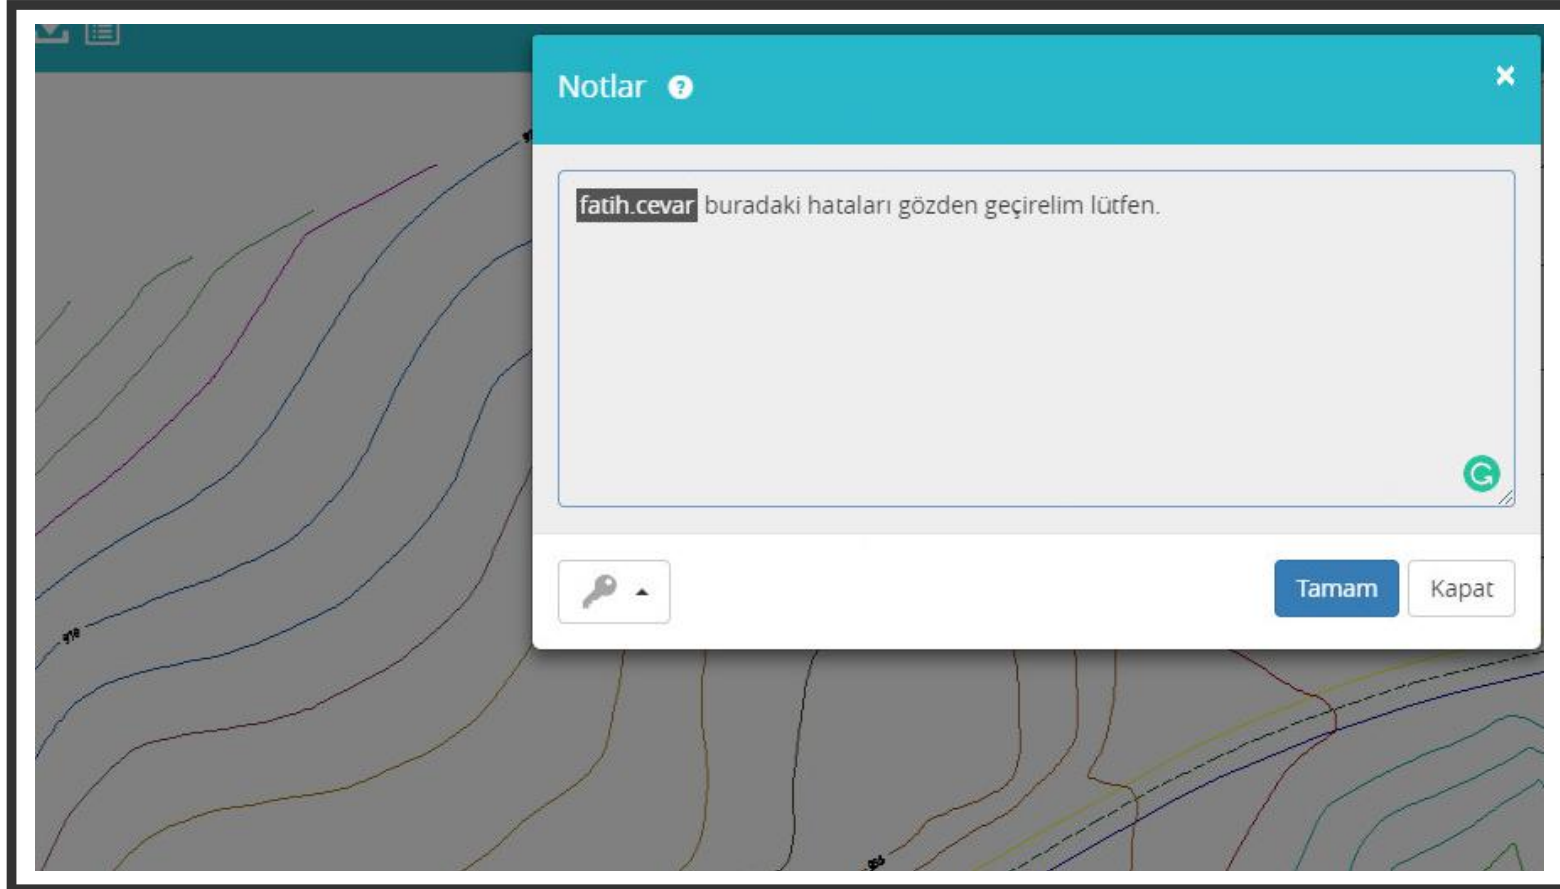 Notlar
fatih.cevar buradaki hataları gözden geçirelim lütfen.
Tamam
Kapat